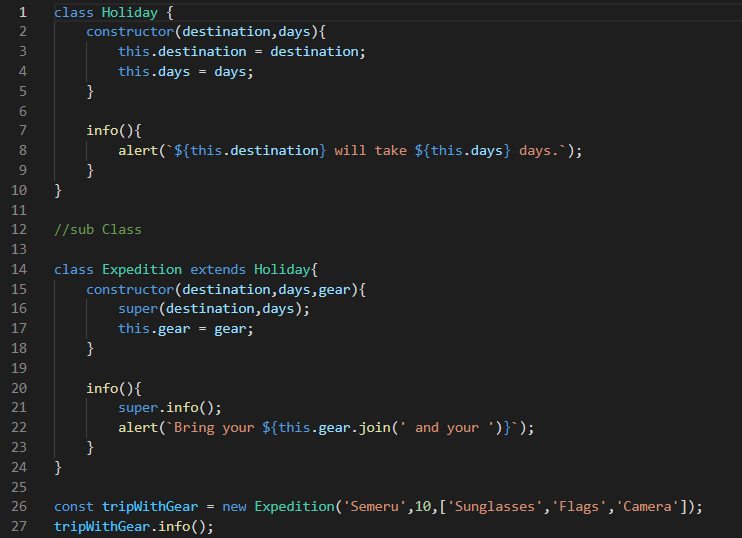 1 class Holiday {
2     constructor(destination,days){
3         this.destination = destination;
4         this.days = days;
5     }
6
7     info(){
8         alert(`${this.destination} will take ${this.days} days.`);
9     }
10 }
11
12 //sub Class
13
14 class Expedition extends Holiday{
15     constructor(destination,days,gear){
16         super(destination,days);
17         this.gear = gear;
18     }
19
20     info(){
21         super.info();
22         alert(`Bring your ${this.gear.join(' and your ')}`);
23     }
24 }
25
26 const tripWithGear = new Expedition('Semeru',10,['Sunglasses','Flags','Camera']);
27 tripWithGear.info();